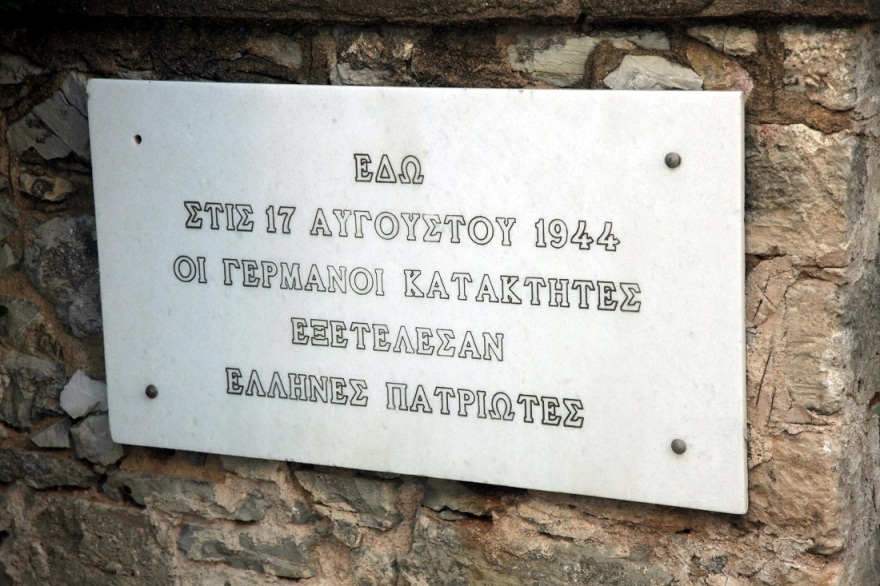 ΕΔΩ
ΣΤΙΣ 17 ΑΥΓΟΥΣΤΟΥ 1944
ΟΙ ΓΕΡΜΑΝΟΙ ΚΑΤΑΚΤΗΤΕΣ
ΕΞΕΤΕΛΕΣΑΝ
ΕΛΛΗΝΕΣ ΠΑΤΡΙΩΤΕΣ